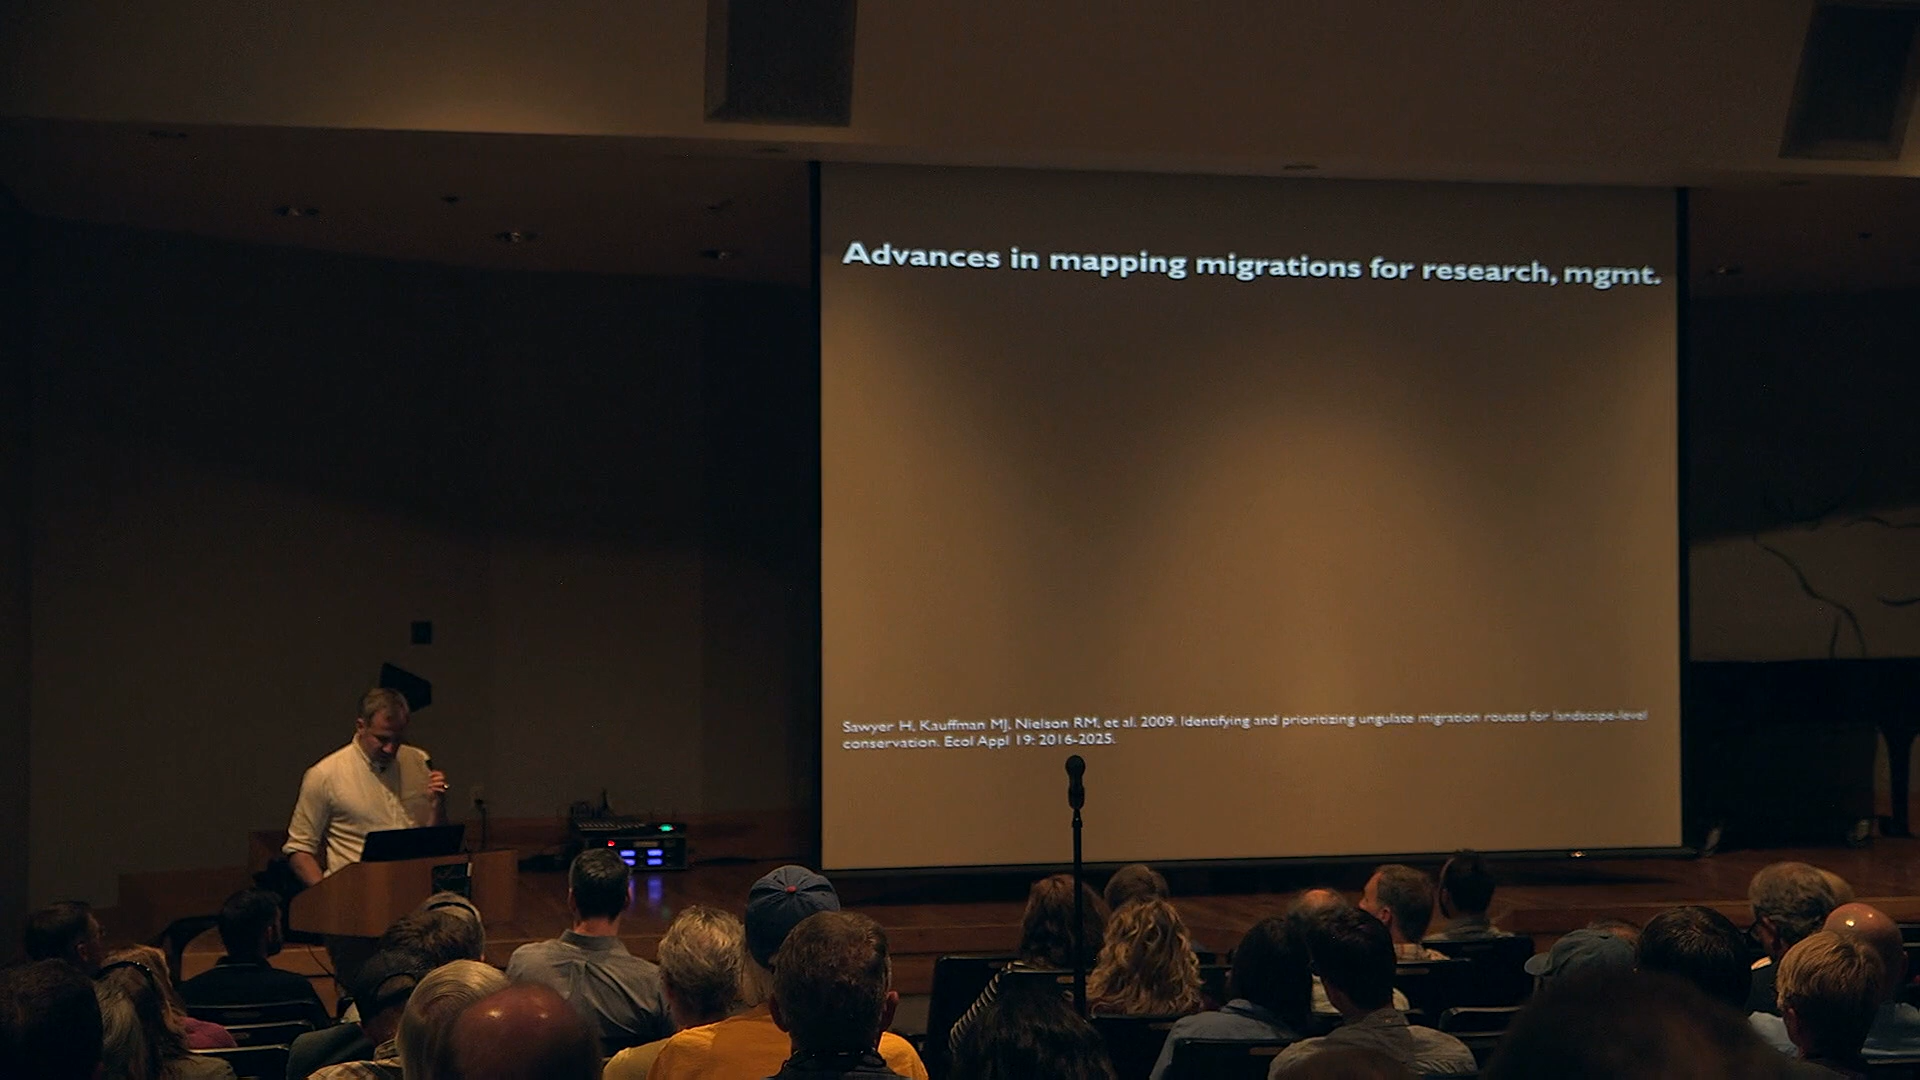 Advances in mapping migrations for research, mgmt.
Sawyer H, Kauffman MJ, Nielson RM, et al. 2009. Identifying and prioritizing ungulate migration routes for landscape-level
conservation. Ecol Appl 19: 2016-2025.